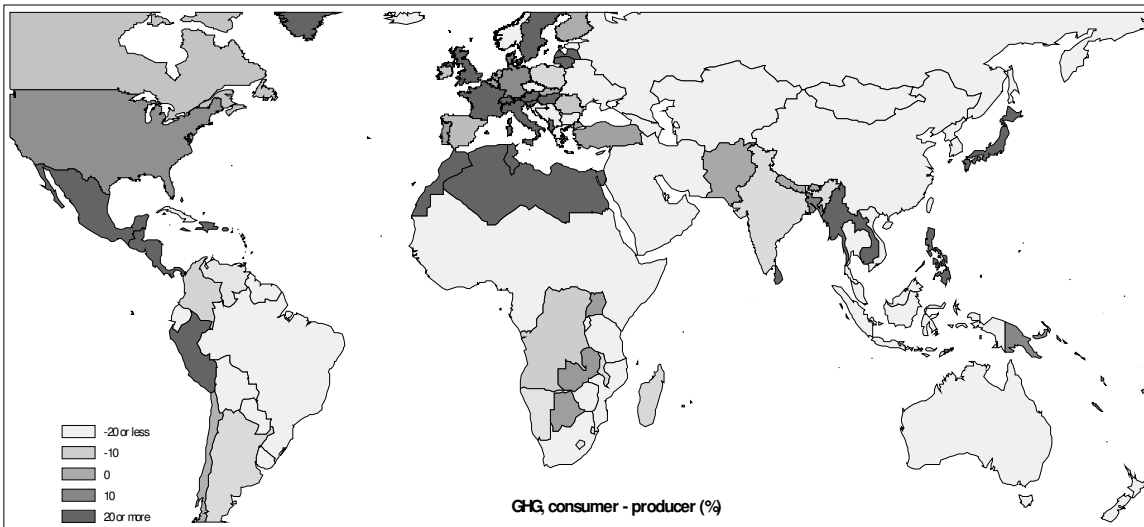 -20 or less
-10
0
10
20 or more
GHG, consumer - producer (%)